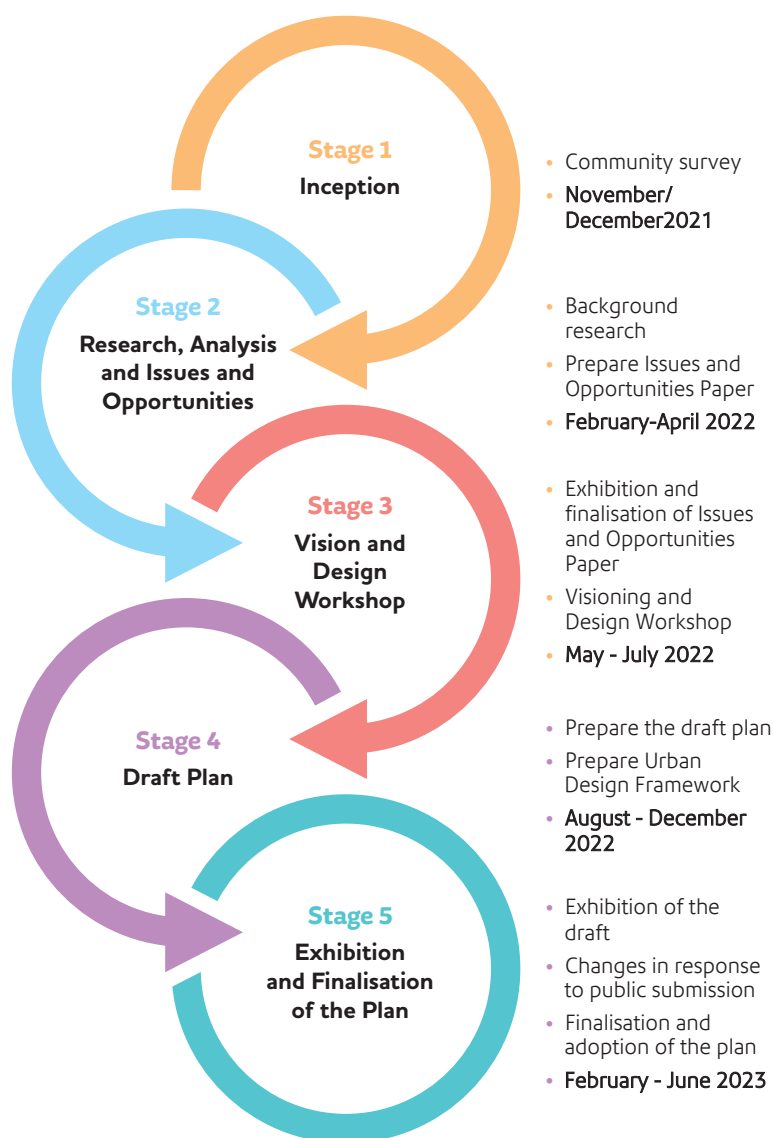 Stage 1
Inception
• Community survey
• November/
December2021
Stage 2
Research, Analysis
and Issues and
Opportunities
• Background
research
• Prepare Issues and
Opportunities Paper
• February-April 2022
Stage 3
Vision and
Design
Workshop
• Exhibition and
finalisation of Issues
and Opportunities
Paper
• Visioning and
Design Workshop
• May - July 2022
Stage 4
Draft Plan
• Prepare the draft plan
• Prepare Urban
Design Framework
• August - December
2022
Stage 5
Exhibition
and Finalisation
of the Plan
• Exhibition of the
draft
• Changes in response
to public submission
• Finalisation and
adoption of the plan
• February - June 2023